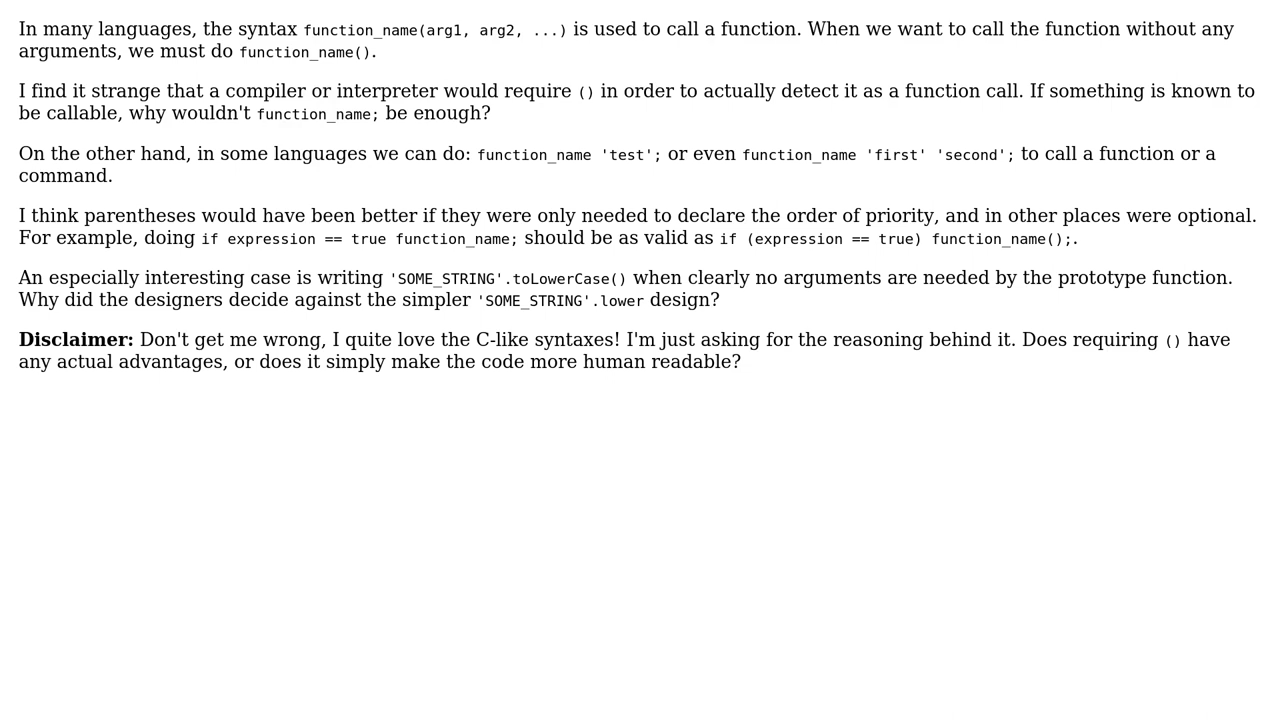 In many languages, the syntax function_name(arg1, arg2, ...) is used to call a function. When we want to call the function without any
arguments, we must do function_name().
I find it strange that a compiler or interpreter would require () in order to actually detect it as a function call. If something is known to
be callable, why wouldn't function_name; be enough?
On the other hand, in some languages we can do: function_name 'test'; or even function_name 'first' 'second'; to call a function or a
command.
I think parentheses would have been better if they were only needed to declare the order of priority, and in other places were optional.
For example, doing if expression == true function_name; should be as valid as if (expression == true) function_name();.
An especially interesting case is writing 'SOME_STRING'.toLowerCase() when clearly no arguments are needed by the prototype function.
Why did the designers decide against the simpler 'SOME_STRING'.lower design?
Disclaimer: Don't get me wrong, I quite love the C-like syntaxes! I'm just asking for the reasoning behind it. Does requiring () have
any actual advantages, or does it simply make the code more human readable?